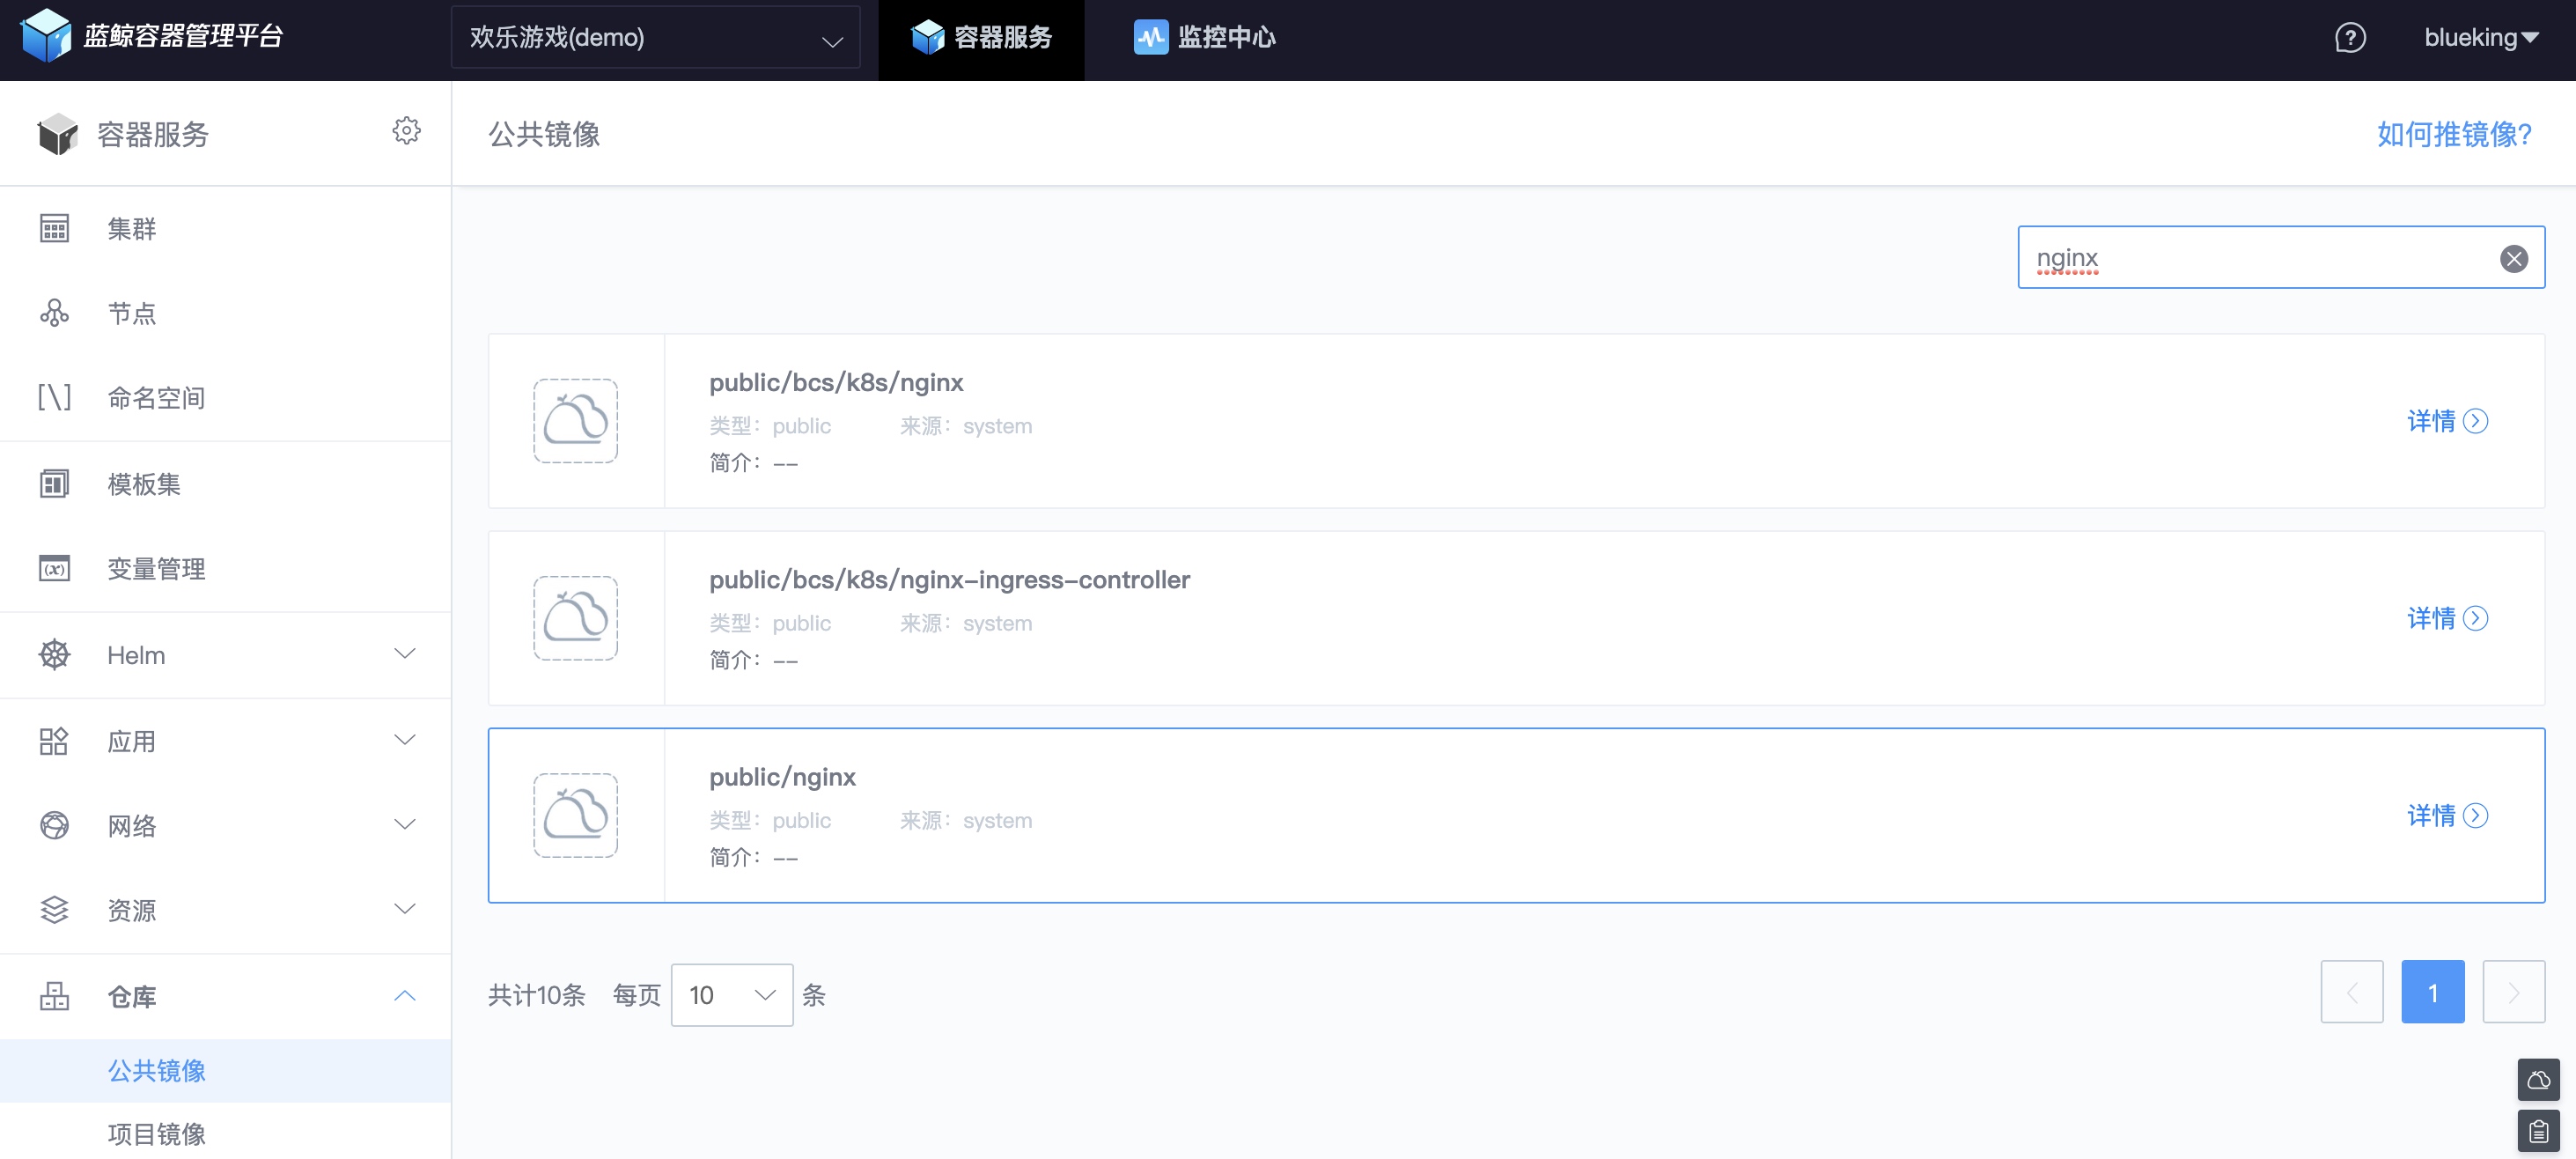 蓝鲸容器管理平台
欢乐游戏(demo)
容器服务
监控中心
blueking
容器服务
集群
节点
命名空间
模板集
变量管理
Helm
应用
网络
资源
仓库
公共镜像
项目镜像
公共镜像
如何推镜像?
nginx
public/bcs/k8s/nginx
类型：public 来源：system
简介：--
详情
public/bcs/k8s/nginx-ingress-controller
类型：public 来源：system
简介：--
详情
public/nginx
类型：public 来源：system
简介：--
详情
共计10条 每页 10 条
1